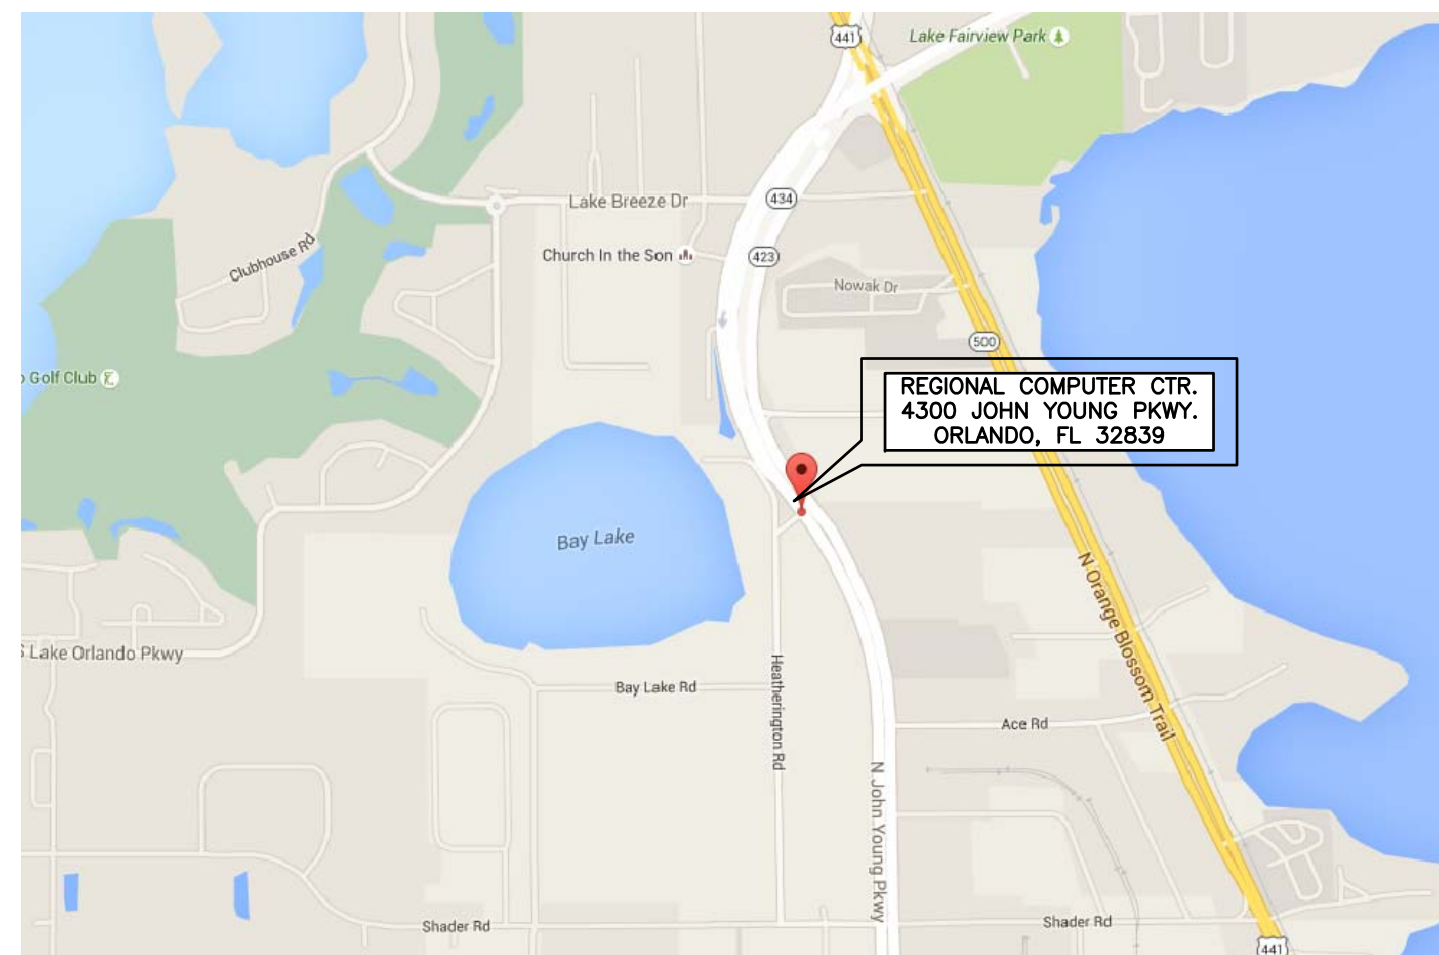 441
Lake Fairview Park
Lake Breeze Dr
434
Clubhouse Rd
Church In the Son
423
Nowak Dr
500
Golf Club
REGIONAL COMPUTER CTR.
4300 JOHN YOUNG PKWY.
ORLANDO, FL 32839
Bay Lake
N Orange Blossom Trail
S Lake Orlando Pkwy
Heatherington Rd
Bay Lake Rd
Ace Rd
N John Young Pkwy
Shader Rd
Shader Rd
441